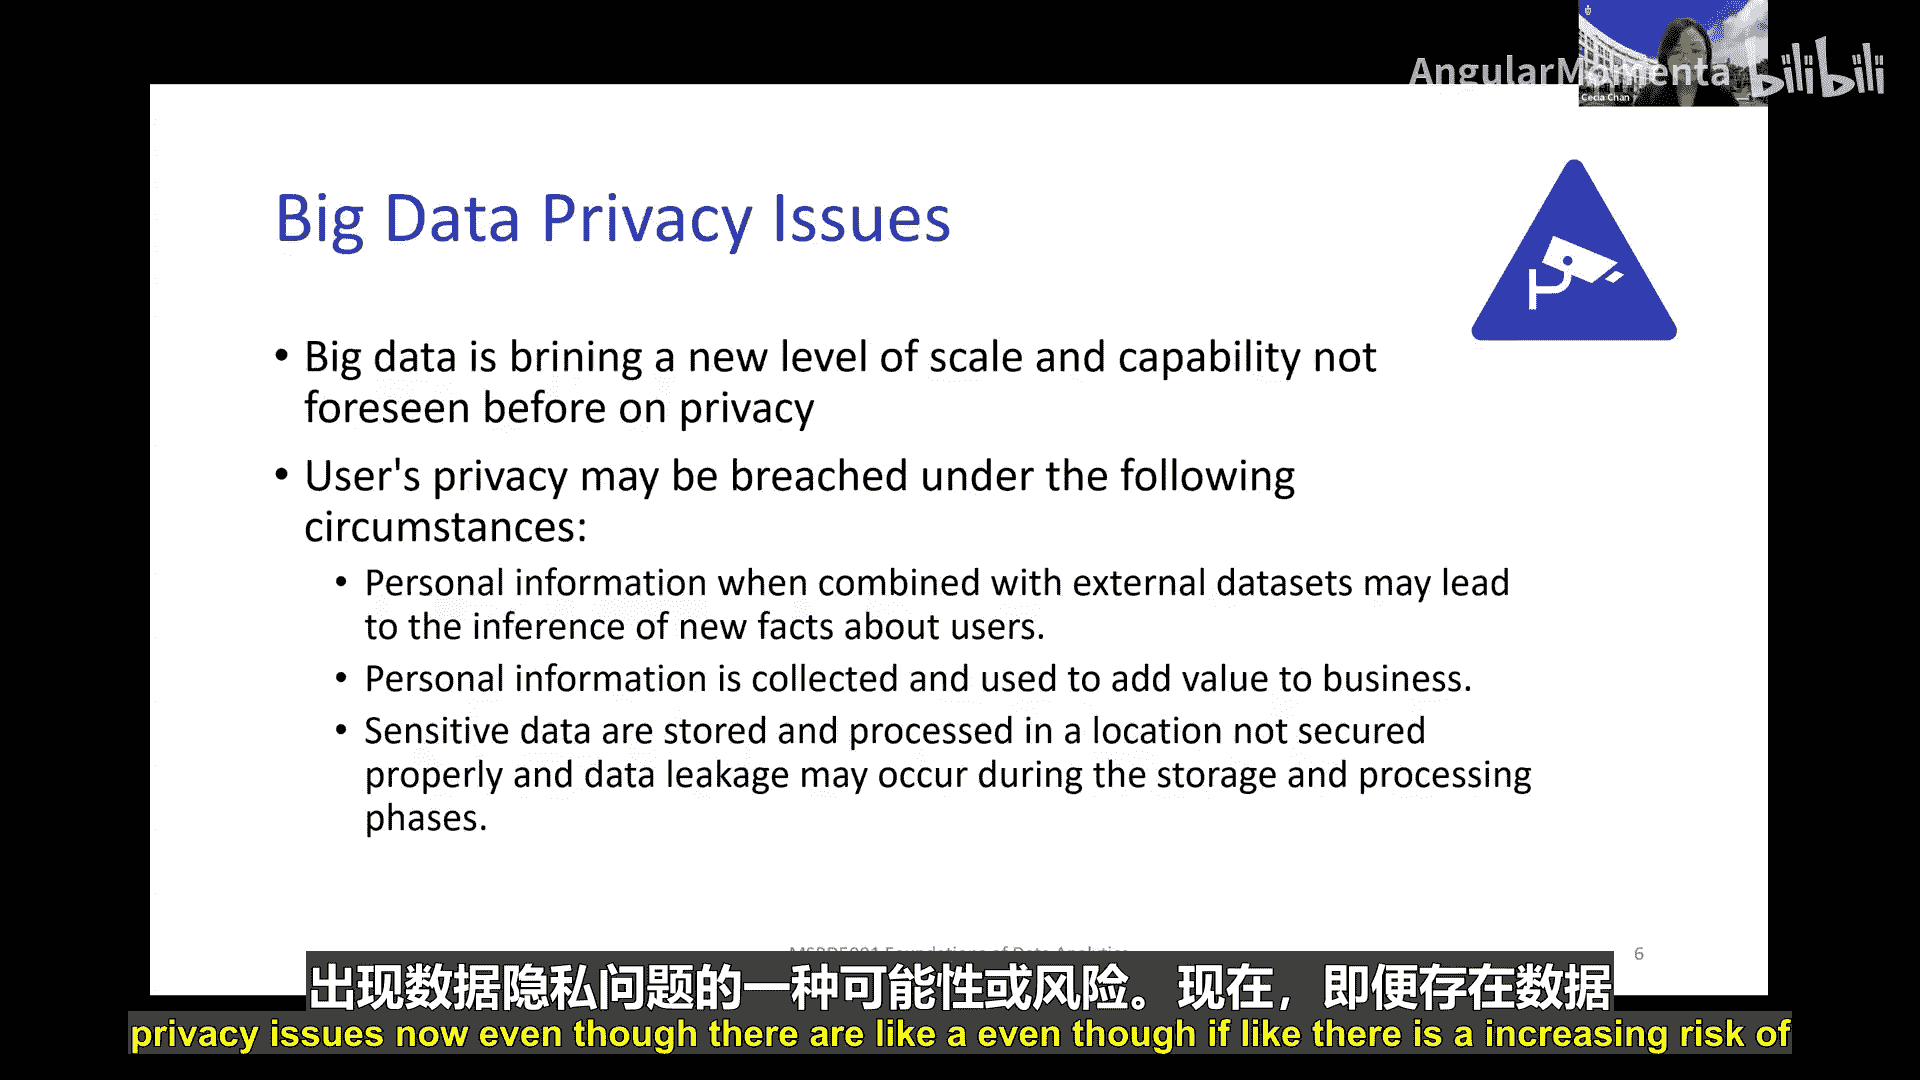 AngularMomenta bilibili
Cecia Chan
Big Data Privacy Issues
• Big data is brining a new level of scale and capability not
foreseen before on privacy
• User's privacy may be breached under the following
circumstances:
• Personal information when combined with external datasets may lead
to the inference of new facts about users.
• Personal information is collected and used to add value to business.
• Sensitive data are stored and processed in a location not secured
properly and data leakage may occur during the storage and processing
phases.
6
出现数据隐私问题的一种可能性或风险。现在，即便存在数据
privacy issues now even though there are like a even though if like there is a increasing risk of